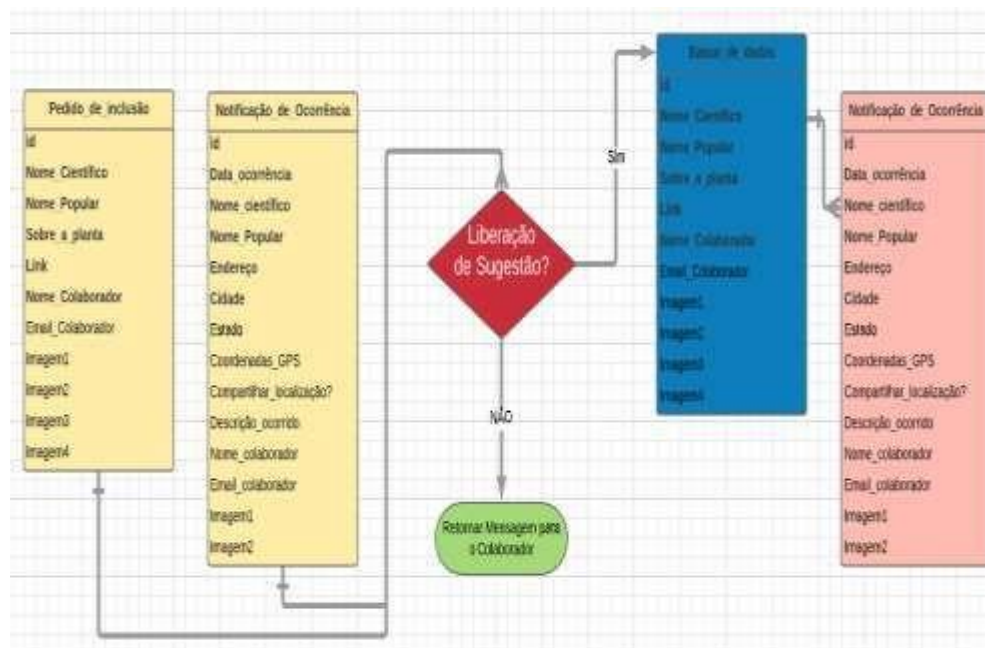 Pedido_de_inclusão
id
Nome Científico
Nome Popular
Sobre a planta
Link
Nome Colaborador
Email_Colaborador
Imagem1
Imagem2
Imagem3
Imagem4
Notificação de Ocorrência
id
Data_ocorrência
Nome científico
Nome Popular
Endereço
Cidade
Estado
Coordenadas_GPS
Compartilhar_localização?
Descrição_ocorrido
Nome_colaborador
Email_colaborador
Imagem1
Imagem2
Liberação
de Sugestão?
Sim
NÃO
Retornar Mensagem para
o Colaborador
id
Nome Científico
Nome Popular
Sobre a planta
Link
Nome Colaborador
Email_Colaborador
Imagem1
Imagem2
Imagem3
Imagem4
Notificação de Ocorrência
id
Data_ocorrência
Nome científico
Nome Popular
Endereço
Cidade
Estado
Coordenadas_GPS
Compartilhar_localização?
Descrição_ocorrido
Nome_colaborador
Email_colaborador
Imagem1
Imagem2